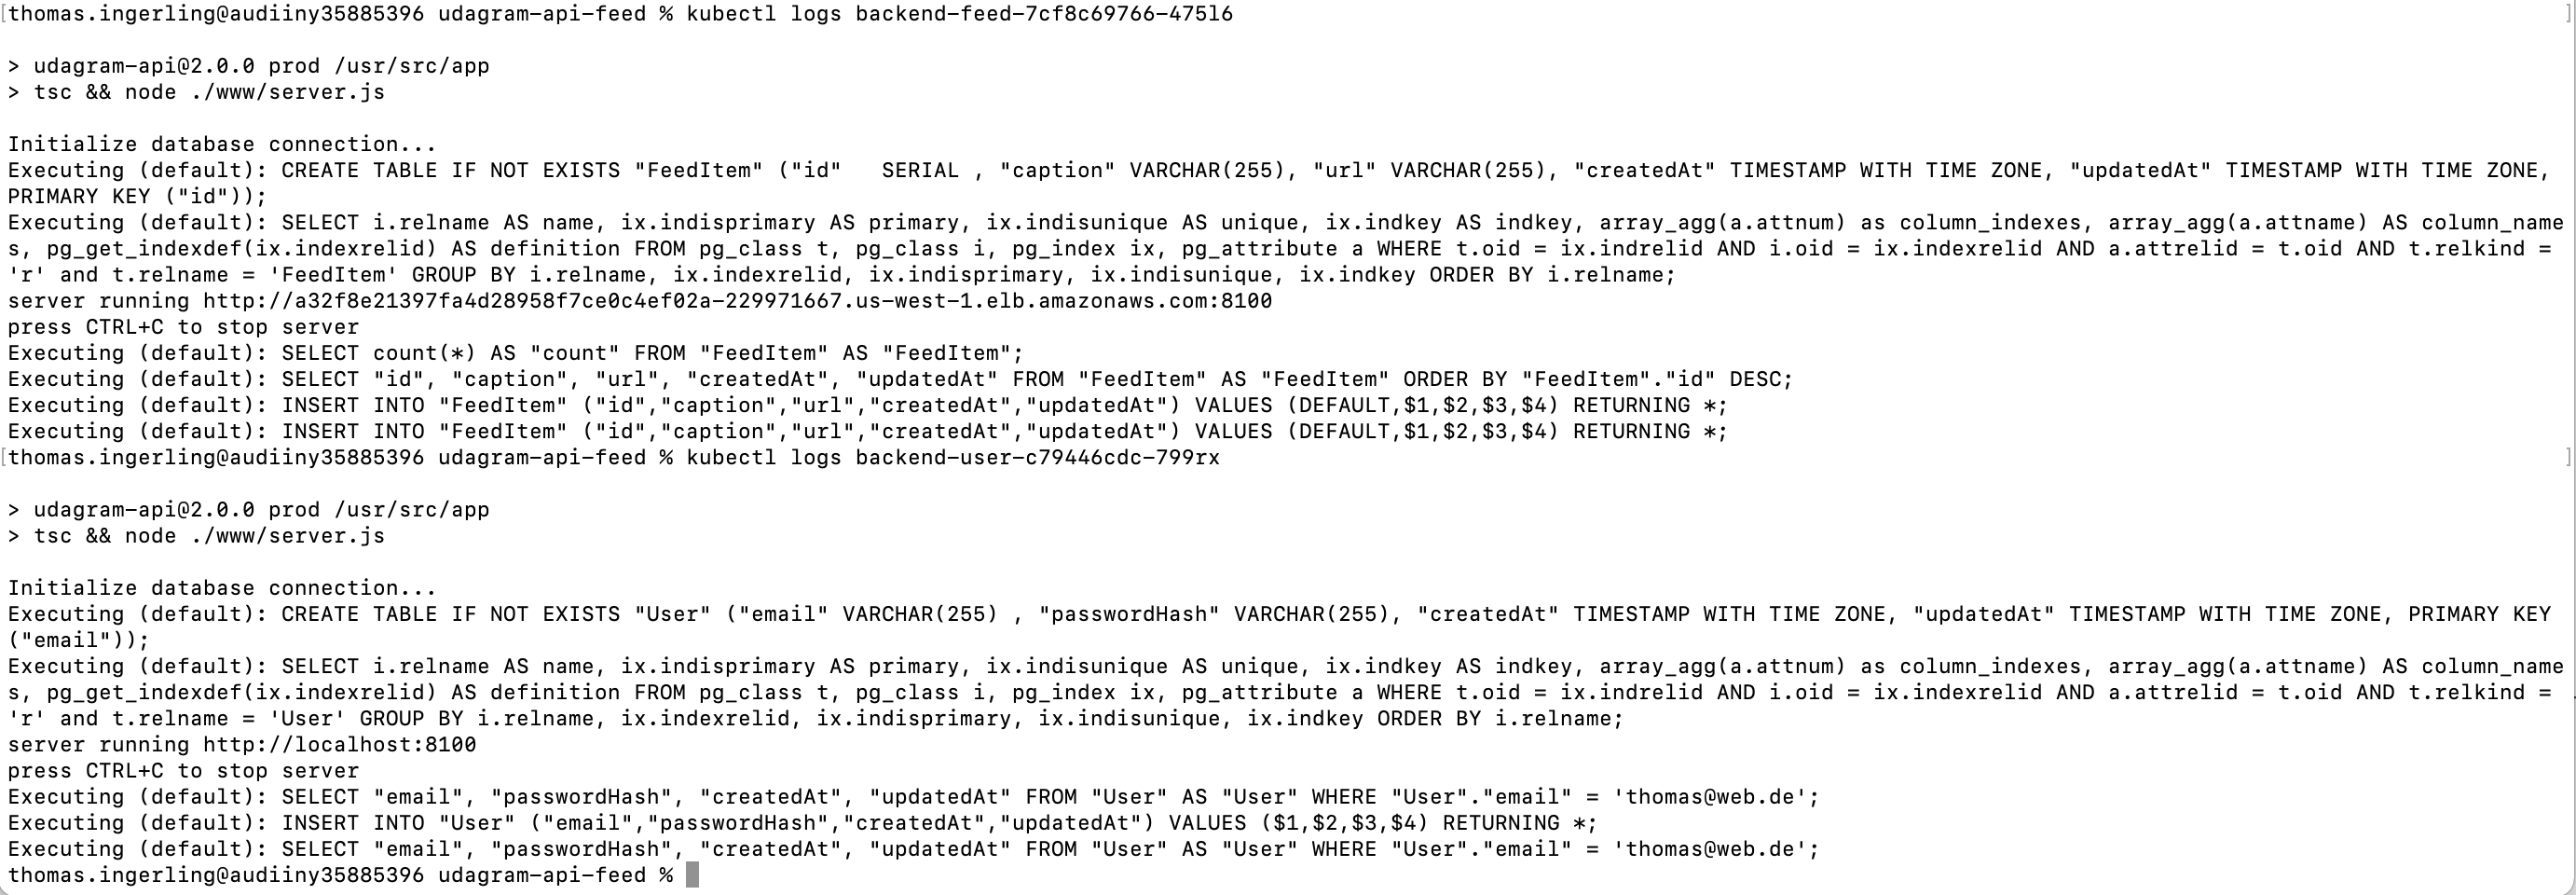 [thomas.ingerling@audiiny35885396 udagram-api-feed % kubectl logs backend-feed-7cf8c69766-475l6 ]
> udagram-api@2.0.0 prod /usr/src/app
> tsc && node ./www/server.js
Initialize database connection...
Executing (default): CREATE TABLE IF NOT EXISTS "FeedItem" ("id"   SERIAL , "caption" VARCHAR(255), "url" VARCHAR(255), "createdAt" TIMESTAMP WITH TIME ZONE, "updatedAt" TIMESTAMP WITH TIME ZONE,
PRIMARY KEY ("id"));
Executing (default): SELECT i.relname AS name, ix.indisprimary AS primary, ix.indisunique AS unique, ix.indkey AS indkey, array_agg(a.attnum) as column_indexes, array_agg(a.attname) AS column_name
s, pg_get_indexdef(ix.indexrelid) AS definition FROM pg_class t, pg_class i, pg_index ix, pg_attribute a WHERE t.oid = ix.indrelid AND i.oid = ix.indexrelid AND a.attrelid = t.oid AND t.relkind =
'r' and t.relname = 'FeedItem' GROUP BY i.relname, ix.indexrelid, ix.indisprimary, ix.indisunique, ix.indkey ORDER BY i.relname;
server running http://a32f8e21397fa4d28958f7ce0c4ef02a-229971667.us-west-1.elb.amazonaws.com:8100
press CTRL+C to stop server
Executing (default): SELECT count(*) AS "count" FROM "FeedItem" AS "FeedItem";
Executing (default): SELECT "id", "caption", "url", "createdAt", "updatedAt" FROM "FeedItem" AS "FeedItem" ORDER BY "FeedItem"."id" DESC;
Executing (default): INSERT INTO "FeedItem" ("id","caption","url","createdAt","updatedAt") VALUES (DEFAULT,$1,$2,$3,$4) RETURNING *;
Executing (default): INSERT INTO "FeedItem" ("id","caption","url","createdAt","updatedAt") VALUES (DEFAULT,$1,$2,$3,$4) RETURNING *;
[thomas.ingerling@audiiny35885396 udagram-api-feed % kubectl logs backend-user-c79446cdc-799rx ]
> udagram-api@2.0.0 prod /usr/src/app
> tsc && node ./www/server.js
Initialize database connection...
Executing (default): CREATE TABLE IF NOT EXISTS "User" ("email" VARCHAR(255) , "passwordHash" VARCHAR(255), "createdAt" TIMESTAMP WITH TIME ZONE, "updatedAt" TIMESTAMP WITH TIME ZONE, PRIMARY KEY
("email"));
Executing (default): SELECT i.relname AS name, ix.indisprimary AS primary, ix.indisunique AS unique, ix.indkey AS indkey, array_agg(a.attnum) as column_indexes, array_agg(a.attname) AS column_name
s, pg_get_indexdef(ix.indexrelid) AS definition FROM pg_class t, pg_class i, pg_index ix, pg_attribute a WHERE t.oid = ix.indrelid AND i.oid = ix.indexrelid AND a.attrelid = t.oid AND t.relkind =
'r' and t.relname = 'User' GROUP BY i.relname, ix.indexrelid, ix.indisprimary, ix.indisunique, ix.indkey ORDER BY i.relname;
server running http://localhost:8100
press CTRL+C to stop server
Executing (default): SELECT "email", "passwordHash", "createdAt", "updatedAt" FROM "User" AS "User" WHERE "User"."email" = 'thomas@web.de';
Executing (default): INSERT INTO "User" ("email","passwordHash","createdAt","updatedAt") VALUES ($1,$2,$3,$4) RETURNING *;
Executing (default): SELECT "email", "passwordHash", "createdAt", "updatedAt" FROM "User" AS "User" WHERE "User"."email" = 'thomas@web.de';
thomas.ingerling@audiiny35885396 udagram-api-feed %